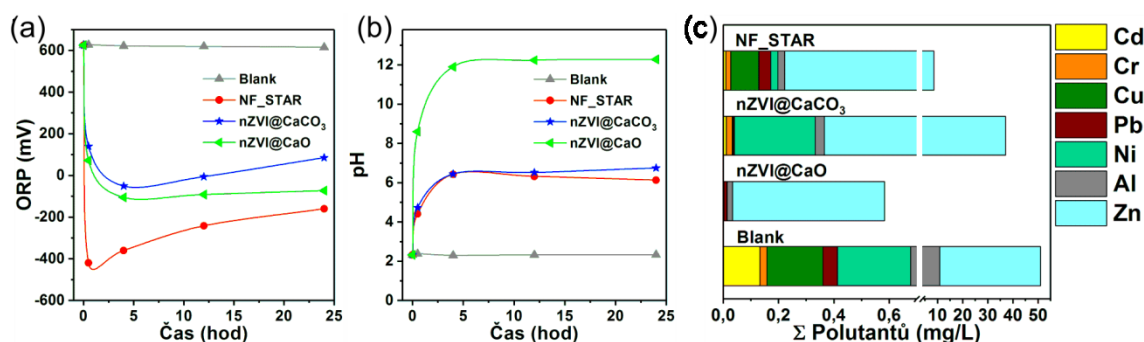 (a)
600
400
200
0
-200
-400
-600
ORP (mV)
0 5 10 15 20 25
Čas (hod)
Blank
NF_STAR
nZVI@CaCO₃
nZVI@CaO
(b)
12
10
8
6
4
2
0
pH
0 5 10 15 20 25
Čas (hod)
Blank
NF_STAR
nZVI@CaCO₃
nZVI@CaO
(c)
NF_STAR
nZVI@CaCO₃
nZVI@CaO
Blank
0,0 0,2 0,4 0,6 10 20 30 40 50
Σ Polutantů (mg/L)
Cd
Cr
Cu
Pb
Ni
Al
Zn